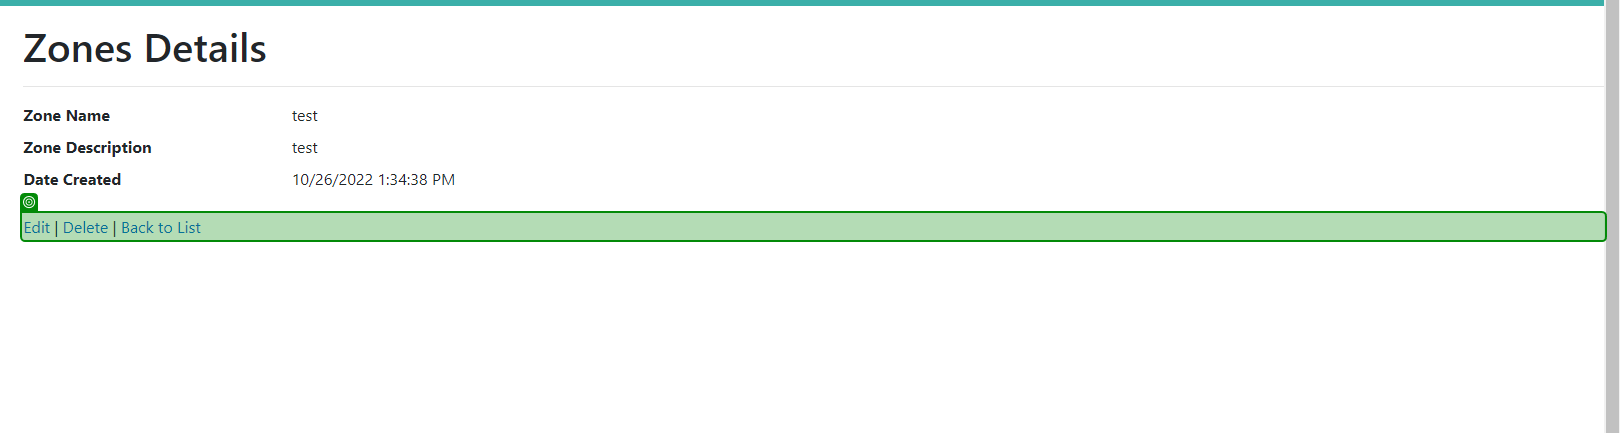 Zones Details
Zone Name test
Zone Description test
Date Created 10/26/2022 1:34:38 PM
Edit | Delete | Back to List